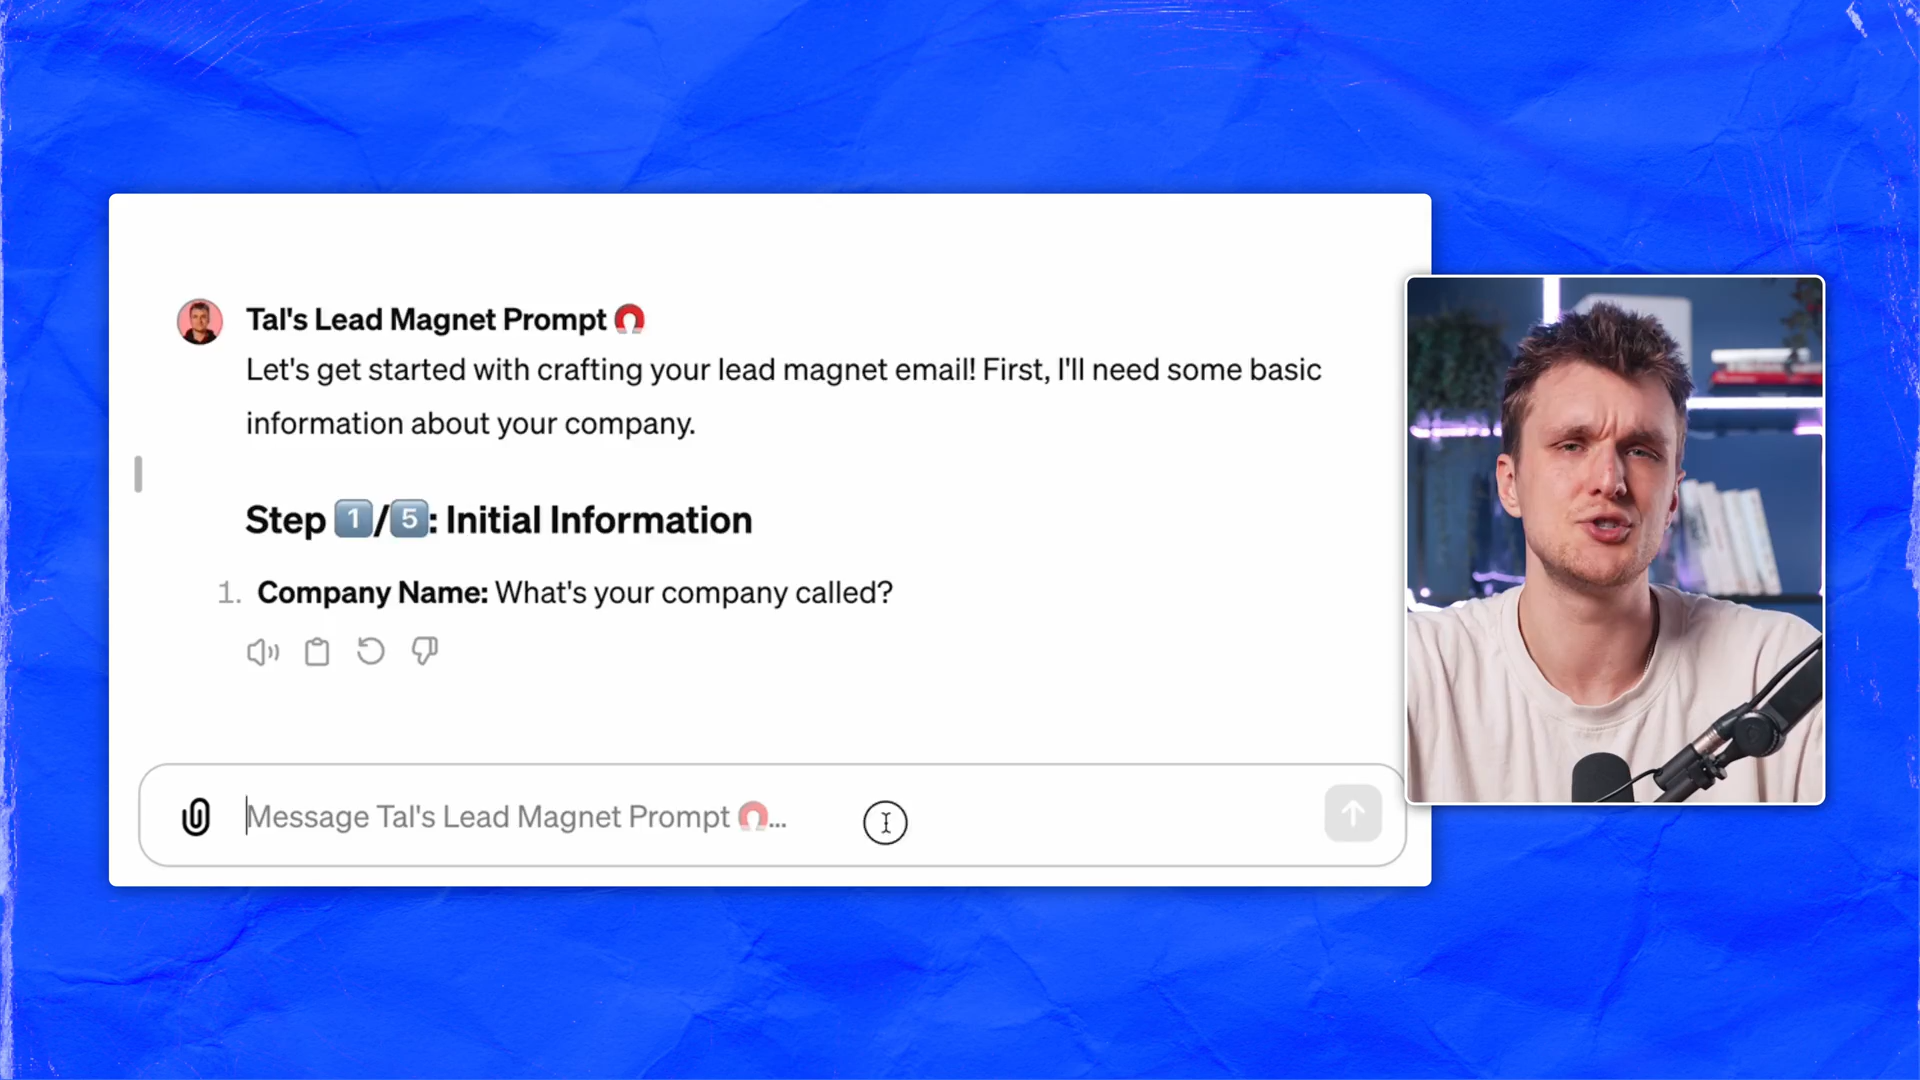 Tal's Lead Magnet Prompt 🧲
Let's get started with crafting your lead magnet email! First, I'll need some basic
information about your company.
Step 1️⃣/5️⃣: Initial Information
1. Company Name: What's your company called?
Message Tal's Lead Magnet Prompt 🧲...